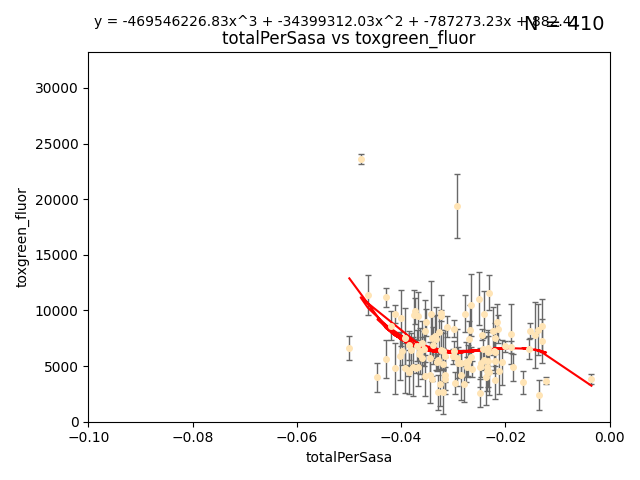 y = -469546226.83x^3 + -34399312.03x^2 + -787273.23x + 882.4
N = 410
totalPerSasa vs toxgreen_fluor
30000
25000
20000
15000
10000
5000
0
toxgreen_fluor
−0.10 −0.08 −0.06 −0.04 −0.02 0.00
totalPerSasa